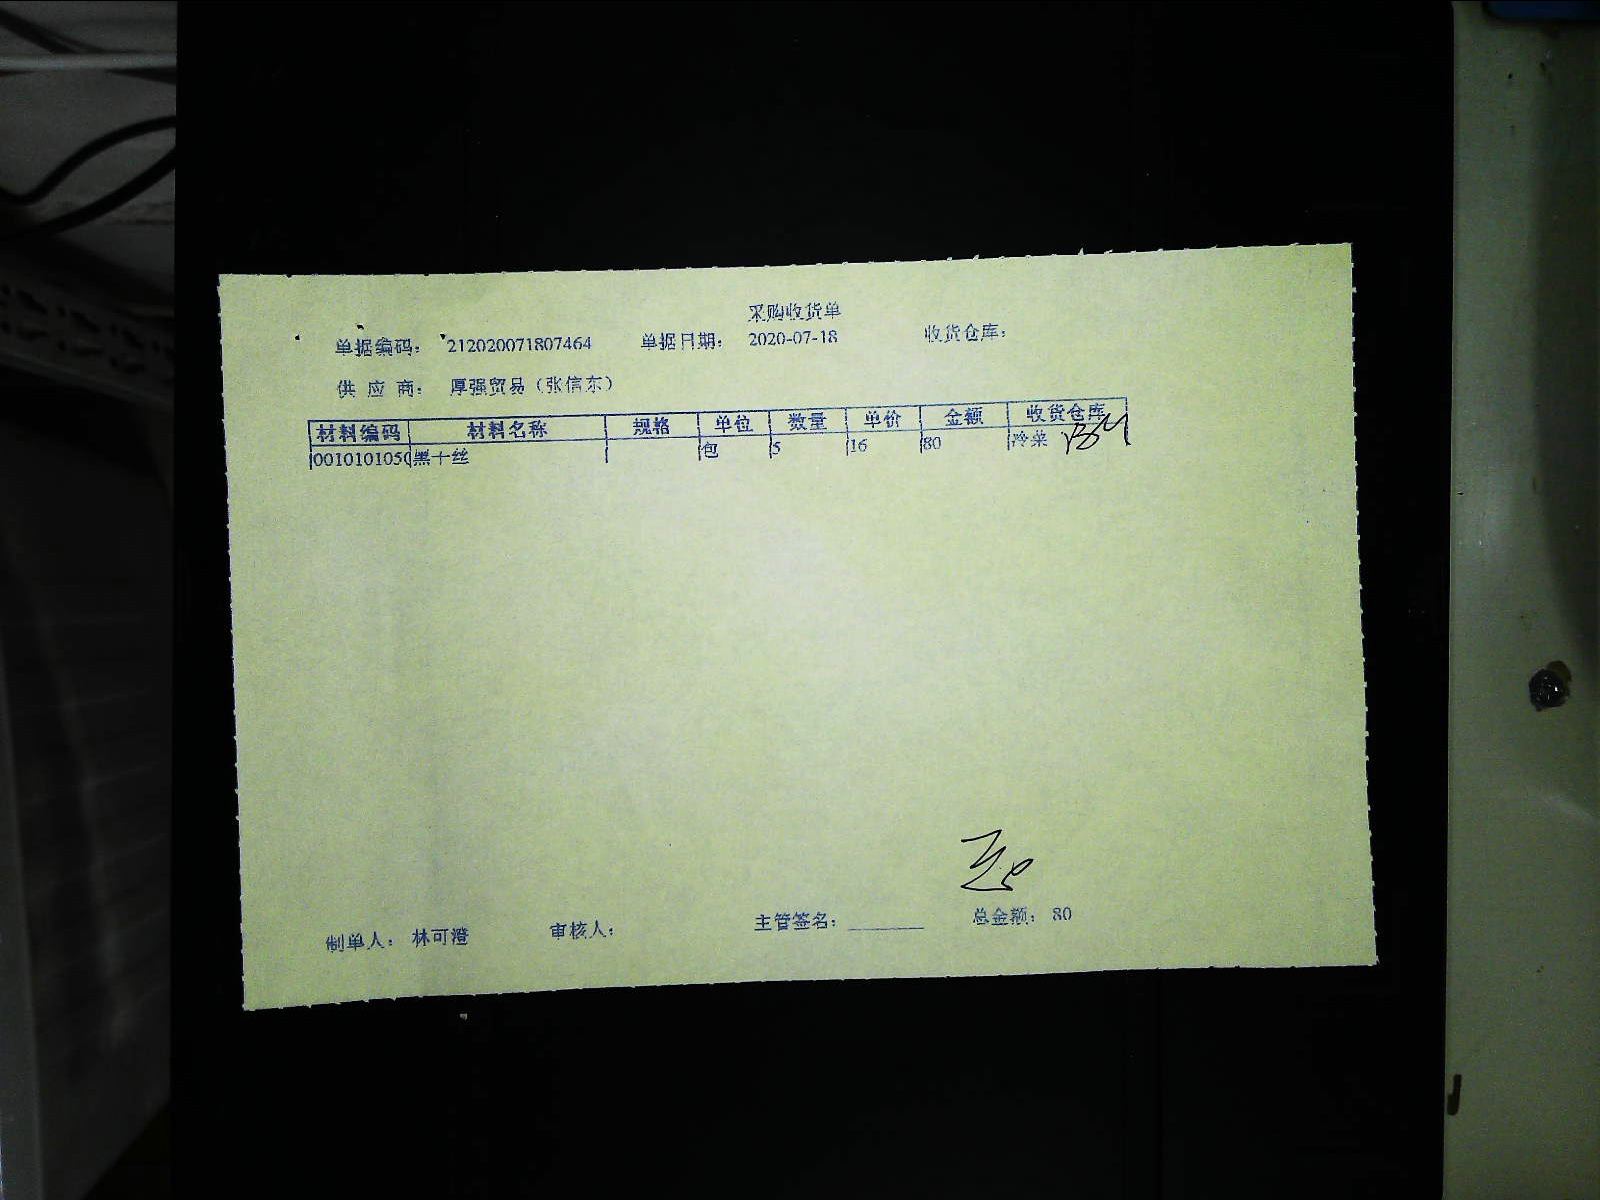 采购收货单
单据编码： 212020071807464 单据日期： 2020-07-18 收货仓库：
供 应 商： 厚强贸易（张信东）
材料编码 材料名称 规格 单位 数量 单价 金额 收货仓库
0010101050 黑十丝 包 5 16 80 冷菜
制单人： 林可澄 审核人： 主管签名：________ 总金额： 80